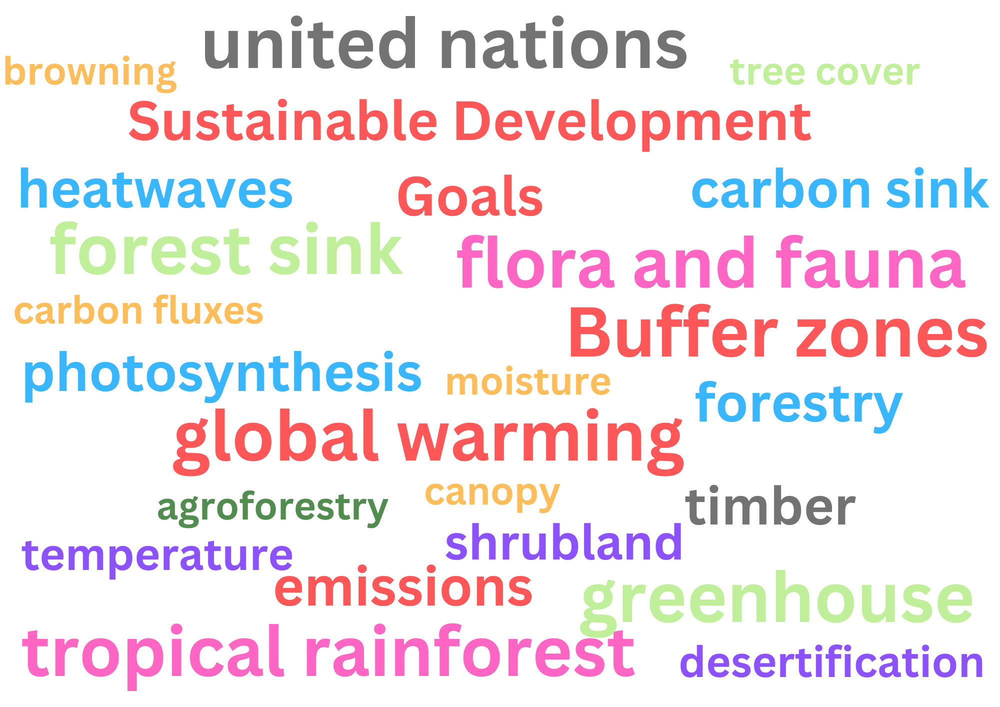 united nations
browning
tree cover
Sustainable Development
heatwaves
Goals
carbon sink
forest sink
flora and fauna
carbon fluxes
Buffer zones
photosynthesis
moisture
forestry
global warming
agroforestry
canopy
timber
temperature
shrubland
emissions
greenhouse
tropical rainforest
desertification